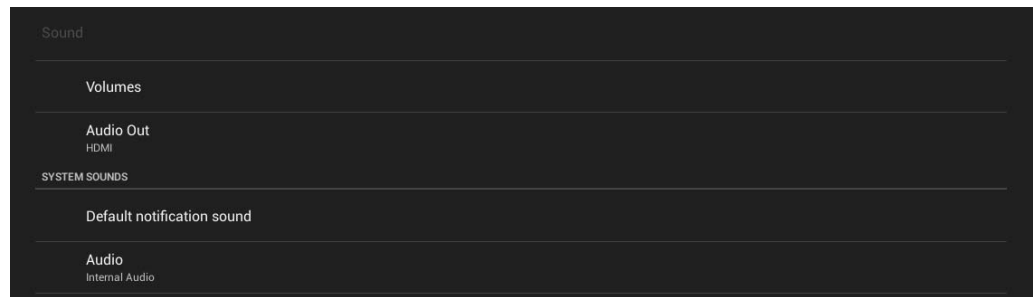 Sound
Volumes
Audio Out
HDMI
SYSTEM SOUNDS
Default notification sound
Audio
Internal Audio